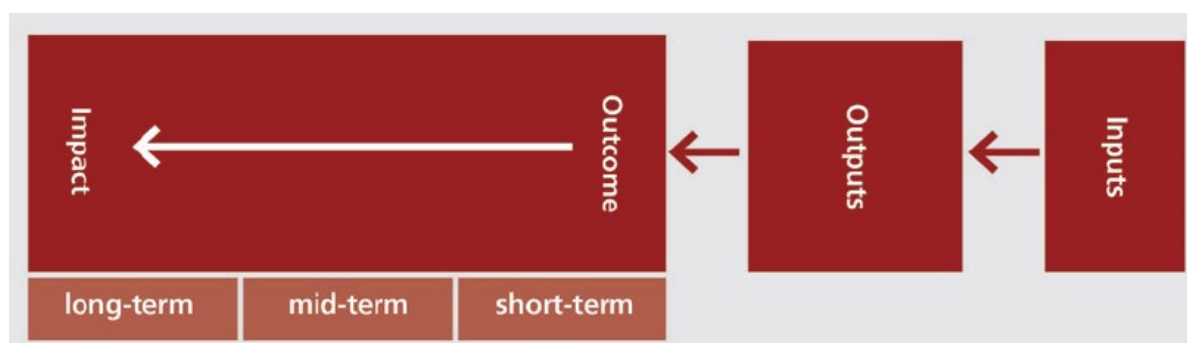 Impact
Outcome
Outputs
Inputs
long-term
mid-term
short-term